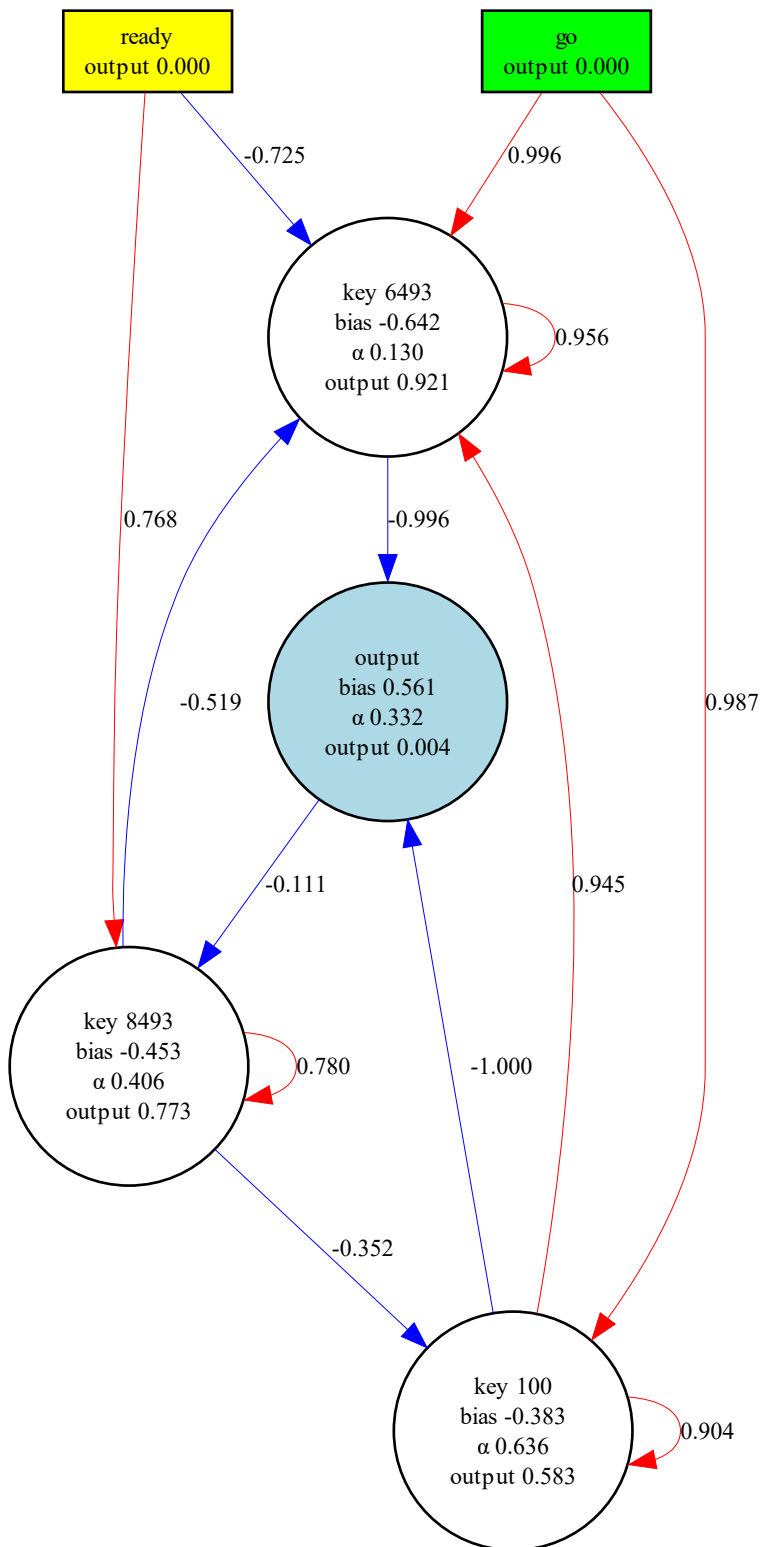 ready
output 0.000
go
output 0.000
-0.725
0.996
key 6493
bias -0.642
α 0.130
output 0.921
0.956
0.768
-0.996
-0.519
output
bias 0.561
α 0.332
output 0.004
0.987
-0.111
0.945
key 8493
bias -0.453
α 0.406
output 0.773
0.780
-1.000
-0.352
key 100
bias -0.383
α 0.636
output 0.583
0.904